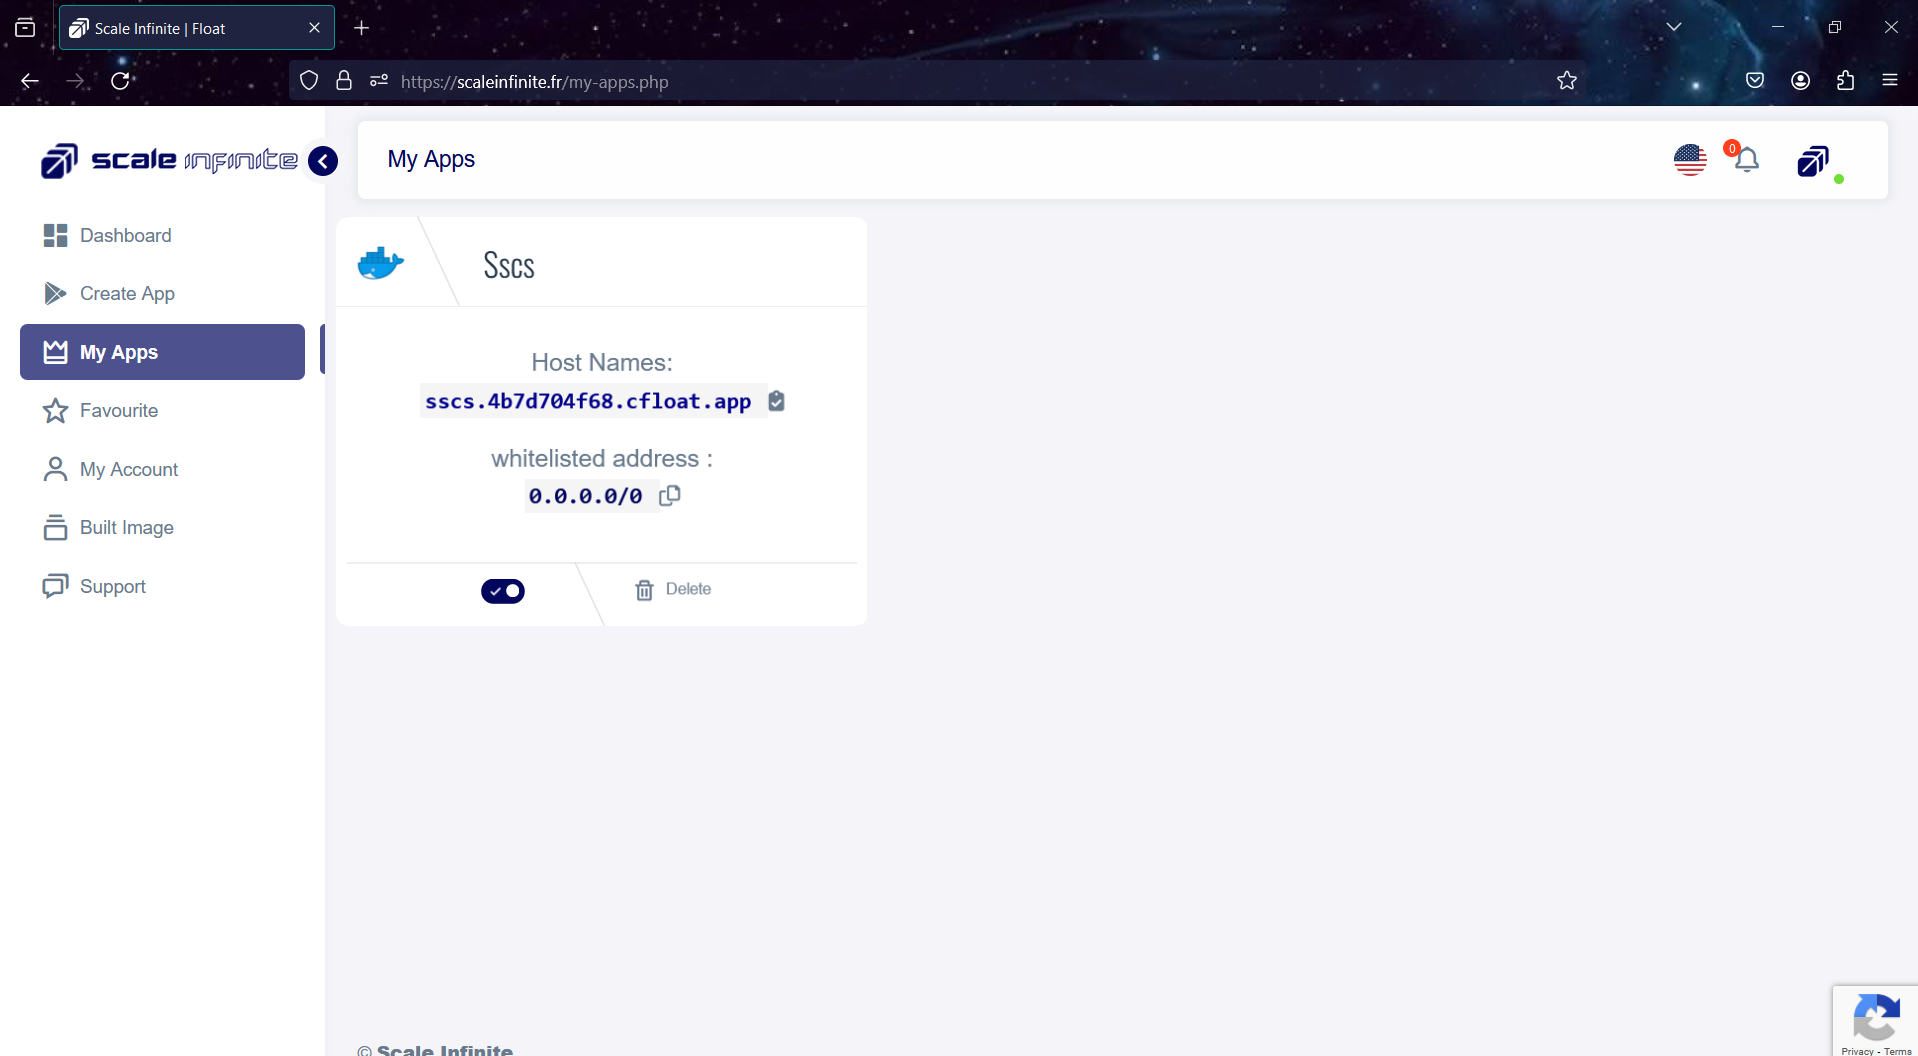 Scale Infinite | Float
https://scaleinfinite.fr/my-apps.php
scale infinite
My Apps
0
Dashboard
Create App
My Apps
Favourite
My Account
Built Image
Support
Sscs
Host Names:
sscs.4b7d704f68.cfloat.app
whitelisted address :
0.0.0.0/0
Delete
© Scale Infinite
Privacy - Terms